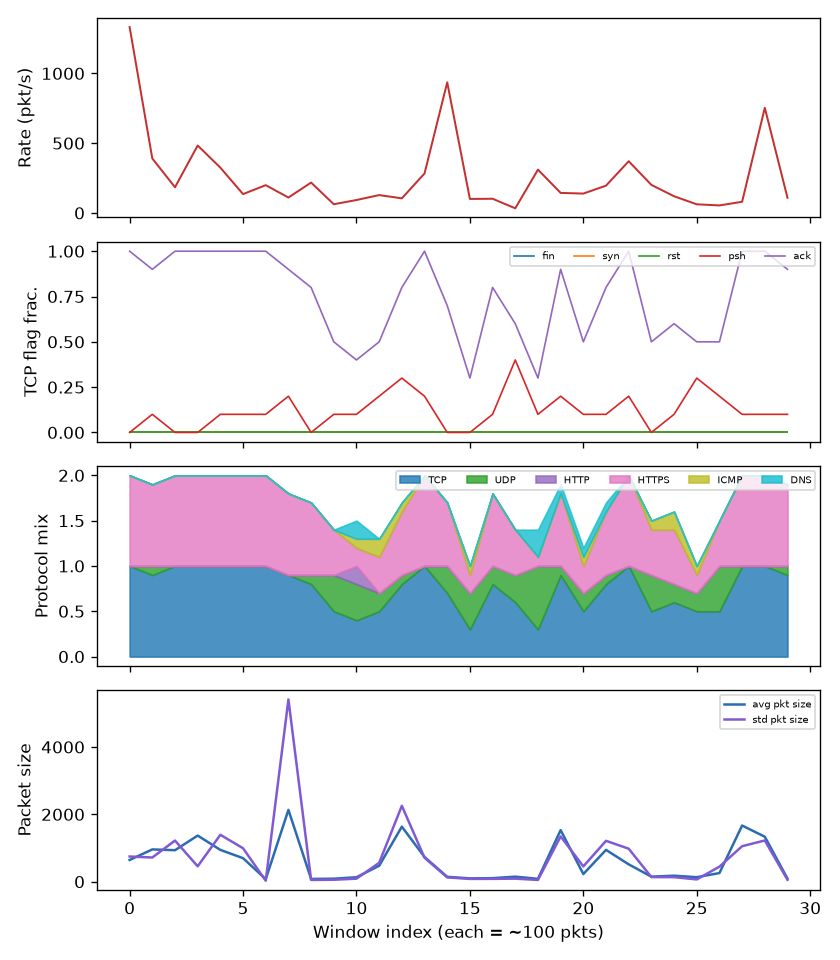 Rate (pkt/s)
1000
500
0
TCP flag frac.
1.00
0.75
0.50
0.25
0.00
fin syn rst psh ack
Protocol mix
2.0
1.5
1.0
0.5
0.0
TCP UDP HTTP HTTPS ICMP DNS
Packet size
4000
2000
0
avg pkt size
std pkt size
0 5 10 15 20 25 30
Window index (each = ~100 pkts)